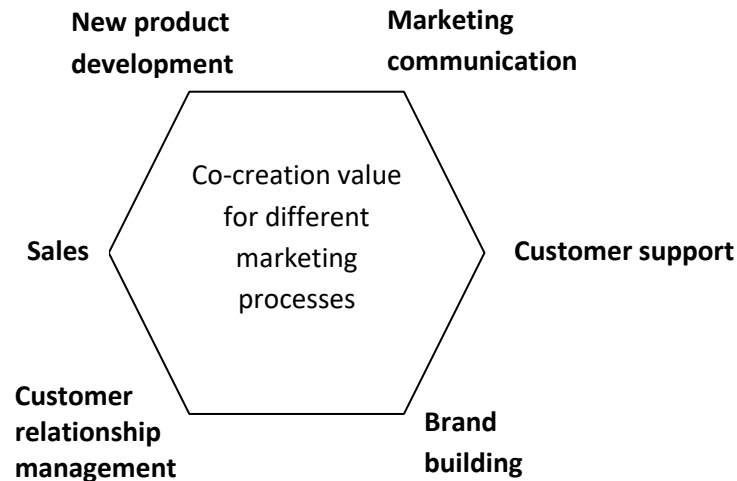 New product
development
Marketing
communication
Co-creation value
for different
marketing
processes
Sales
Customer support
Customer
relationship
management
Brand
building